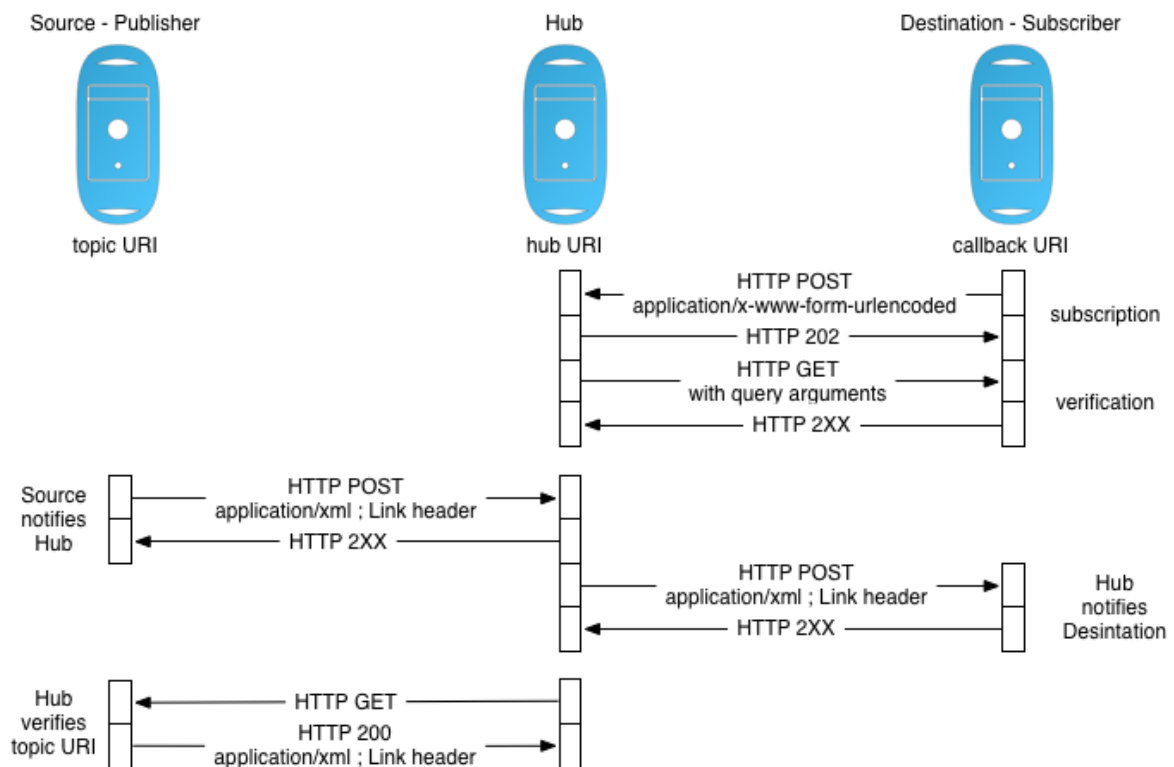 Source - Publisher
Hub
Destination - Subscriber
topic URI
hub URI
callback URI
HTTP POST
application/x-www-form-urlencoded
subscription
HTTP 202
HTTP GET
with query arguments
verification
HTTP 2XX
Source
notifies
Hub
HTTP POST
application/xml ; Link header
HTTP 2XX
HTTP POST
application/xml ; Link header
HTTP 2XX
Hub
notifies
Desintation
Hub
verifies
topic URI
HTTP GET
HTTP 200
application/xml ; Link header